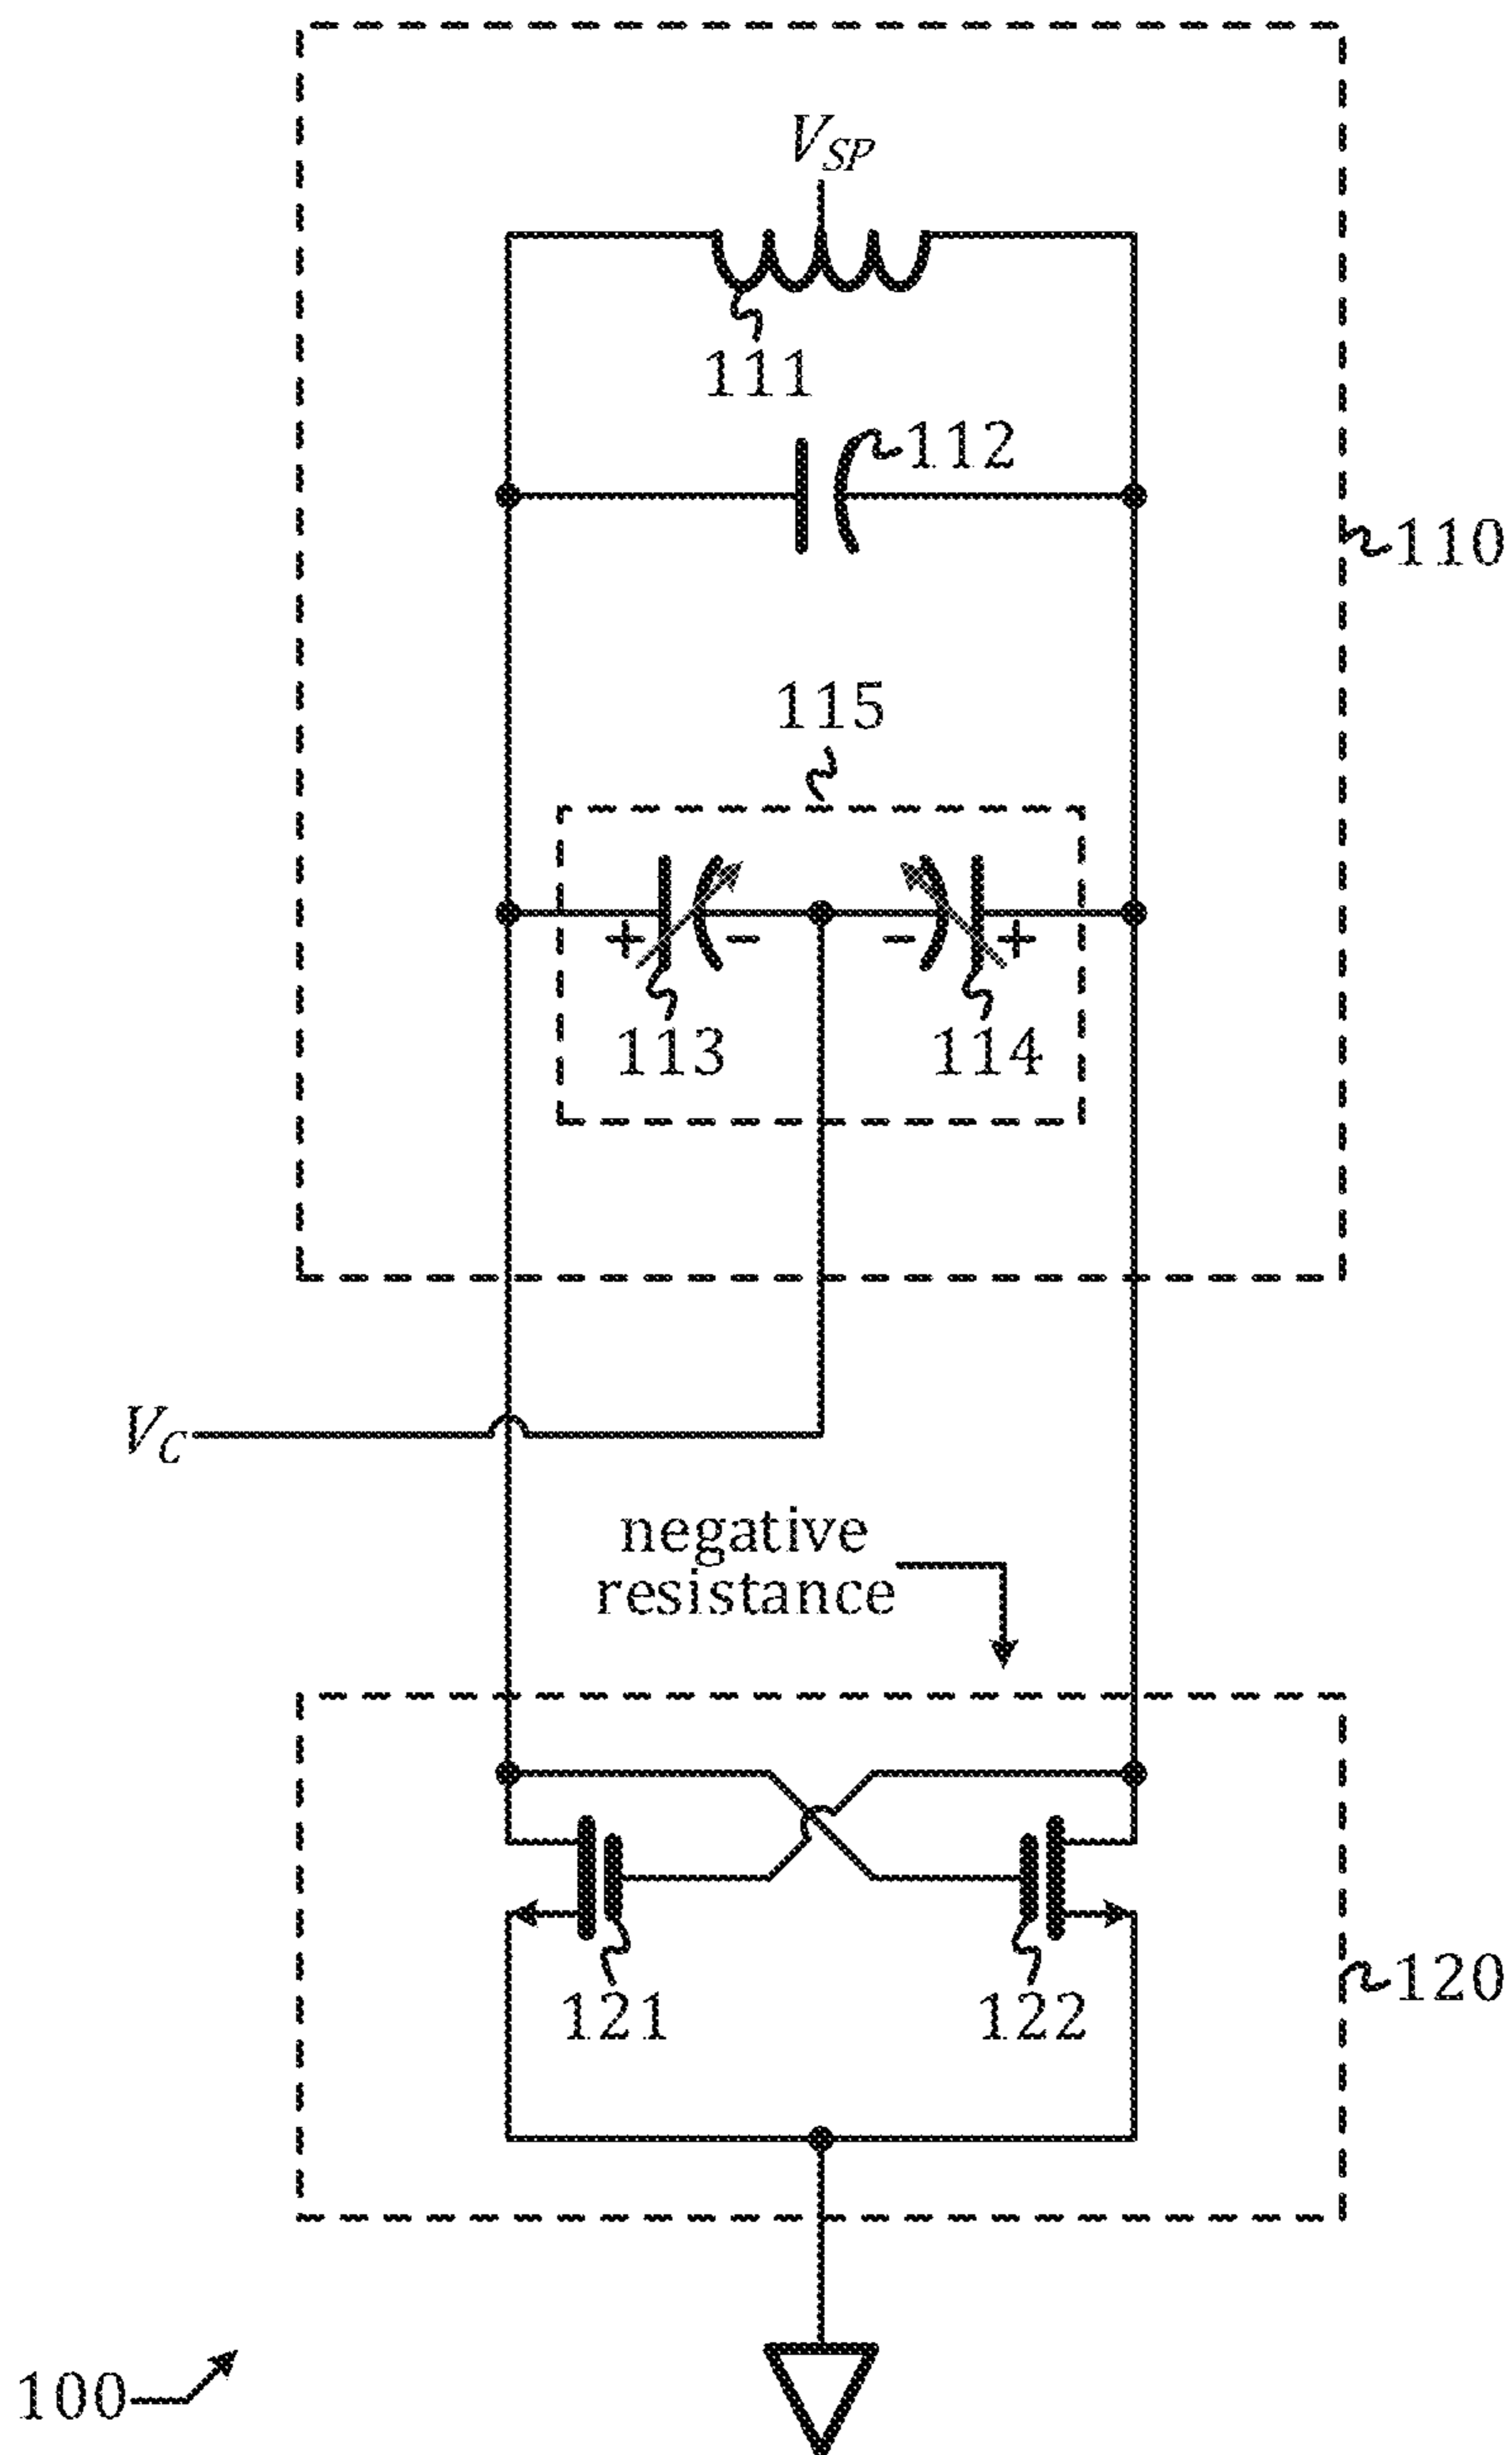 V_SP
111
112
110
115
+ - - +
113
114
V_C
negative
resistance
121
122
120
100